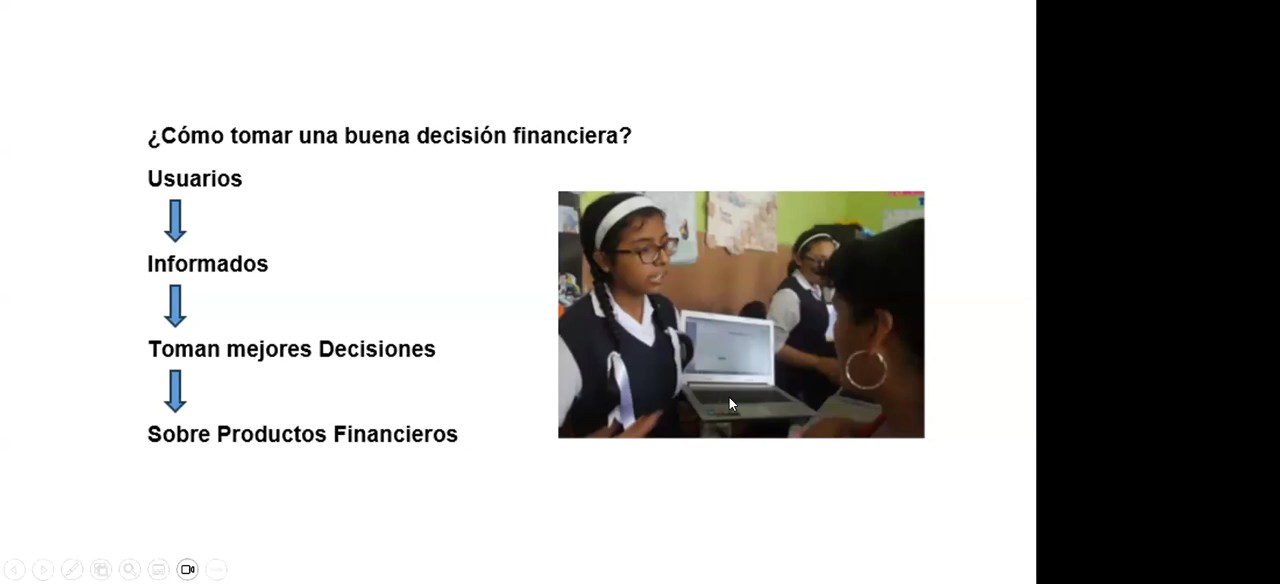 ¿Cómo tomar una buena decisión financiera?
Usuarios
Informados
Toman mejores Decisiones
Sobre Productos Financieros